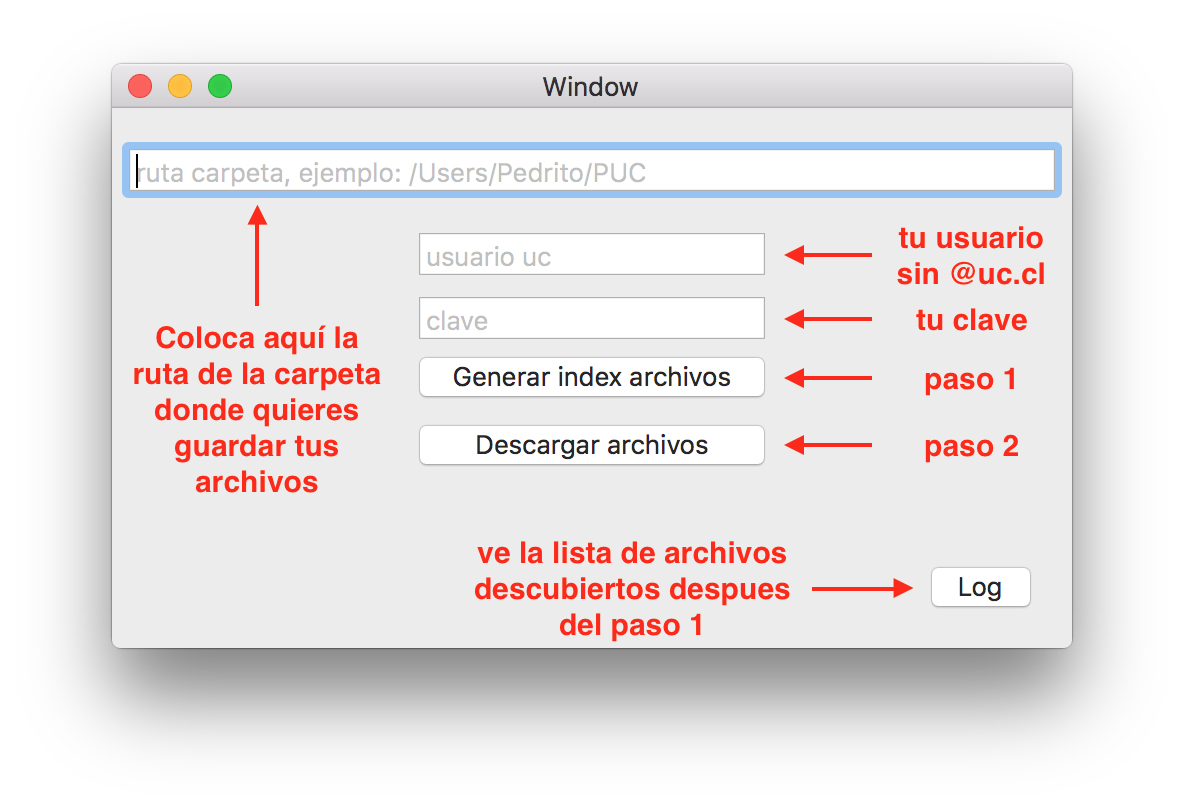 Window
ruta carpeta, ejemplo: /Users/Pedrito/PUC
usuario uc
tu usuario
sin @uc.cl
clave
tu clave
Coloca aquí la
ruta de la carpeta
donde quieres
guardar tus
archivos
Generar index archivos
paso 1
Descargar archivos
paso 2
ve la lista de archivos
descubiertos despues
del paso 1
Log